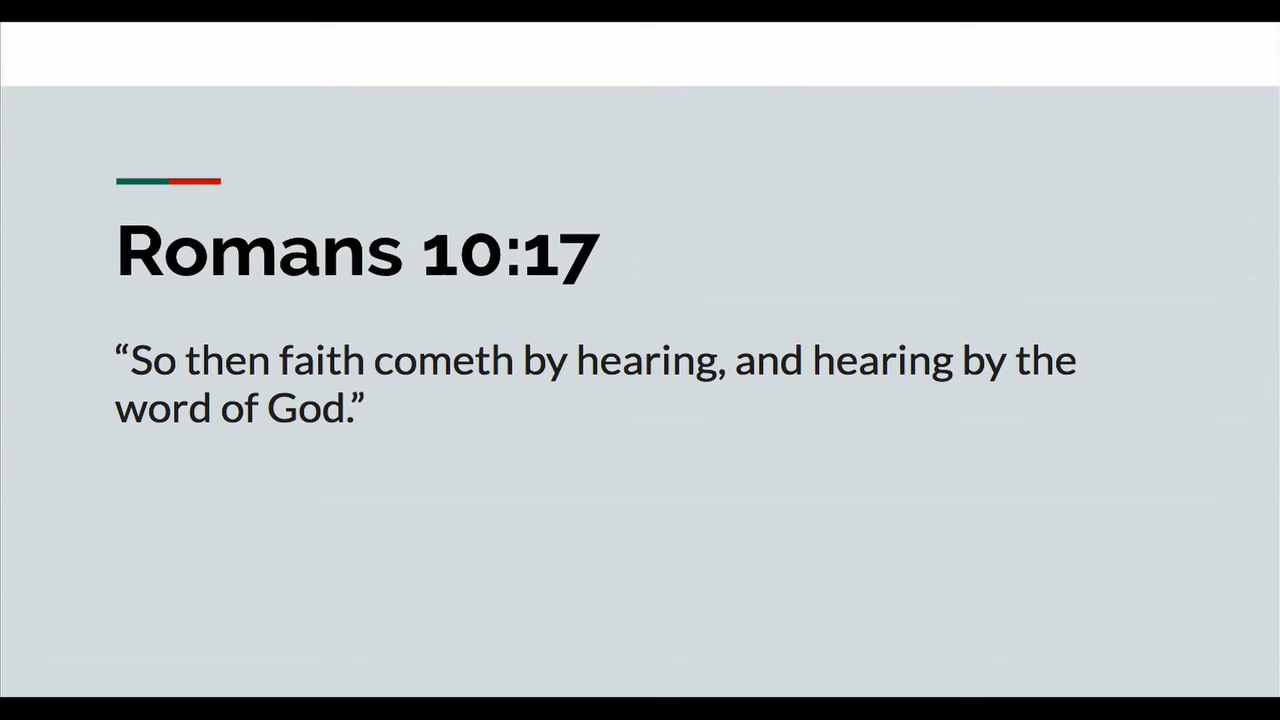 Romans 10:17
“So then faith cometh by hearing, and hearing by the
word of God.”